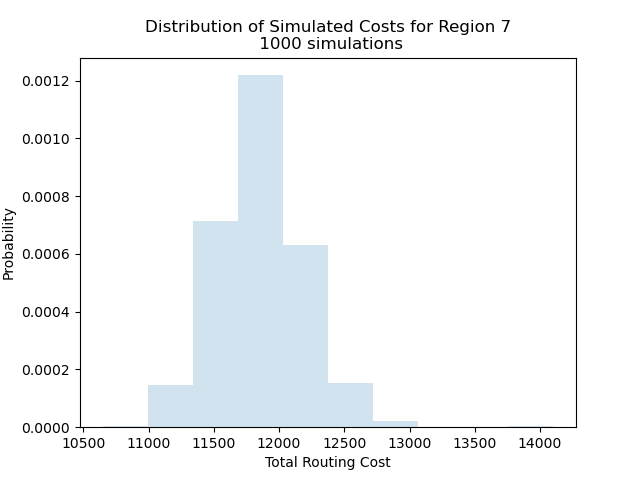 Distribution of Simulated Costs for Region 7
1000 simulations
Probability
0.0012
0.0010
0.0008
0.0006
0.0004
0.0002
0.0000
10500 11000 11500 12000 12500 13000 13500 14000
Total Routing Cost